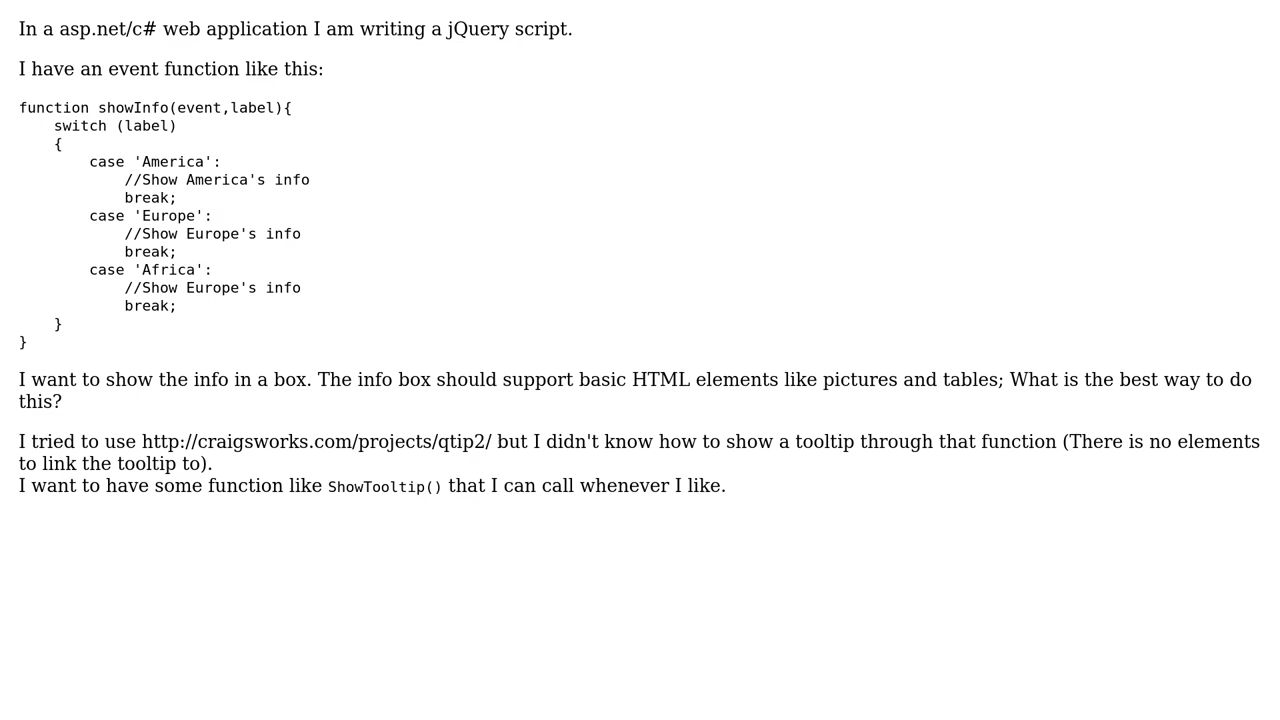 In a asp.net/c# web application I am writing a jQuery script.
I have an event function like this:
function showInfo(event,label){
    switch (label)
    {
        case 'America':
            //Show America's info
            break;
        case 'Europe':
            //Show Europe's info
            break;
        case 'Africa':
            //Show Europe's info
            break;
    }
}
I want to show the info in a box. The info box should support basic HTML elements like pictures and tables; What is the best way to do
this?
I tried to use http://craigsworks.com/projects/qtip2/ but I didn't know how to show a tooltip through that function (There is no elements
to link the tooltip to).
I want to have some function like ShowTooltip() that I can call whenever I like.